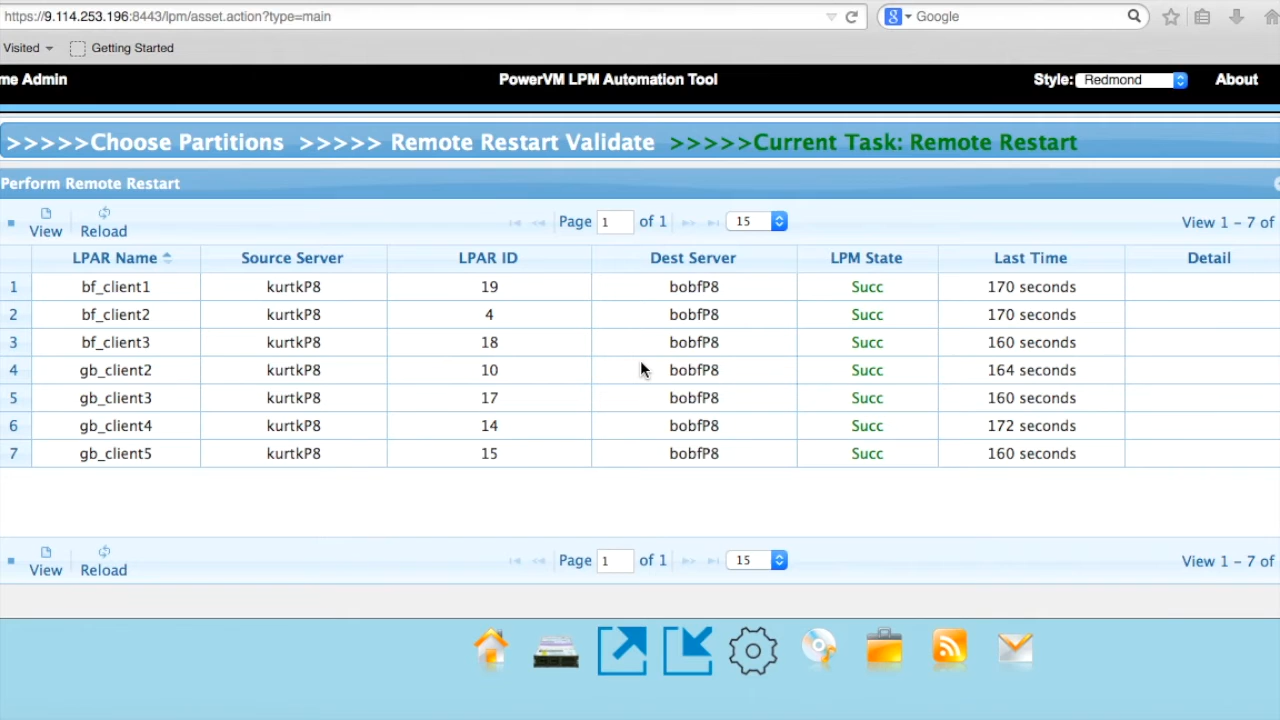 https://9.114.253.196:8443/lpm/asset.action?type=main
Google
Visited
Getting Started
me Admin
PowerVM LPM Automation Tool
Style: Redmond
About
>>>>>Choose Partitions >>>>> Remote Restart Validate >>>>>Current Task: Remote Restart
Perform Remote Restart
View Reload Page 1 of 1 15 View 1 - 7 of
LPAR Name Source Server LPAR ID Dest Server LPM State Last Time Detail
1 bf_client1 kurtkP8 19 bobfP8 Succ 170 seconds
2 bf_client2 kurtkP8 4 bobfP8 Succ 170 seconds
3 bf_client3 kurtkP8 18 bobfP8 Succ 160 seconds
4 gb_client2 kurtkP8 10 bobfP8 Succ 164 seconds
5 gb_client3 kurtkP8 17 bobfP8 Succ 160 seconds
6 gb_client4 kurtkP8 14 bobfP8 Succ 172 seconds
7 gb_client5 kurtkP8 15 bobfP8 Succ 160 seconds
View Reload Page 1 of 1 15 View 1 - 7 of